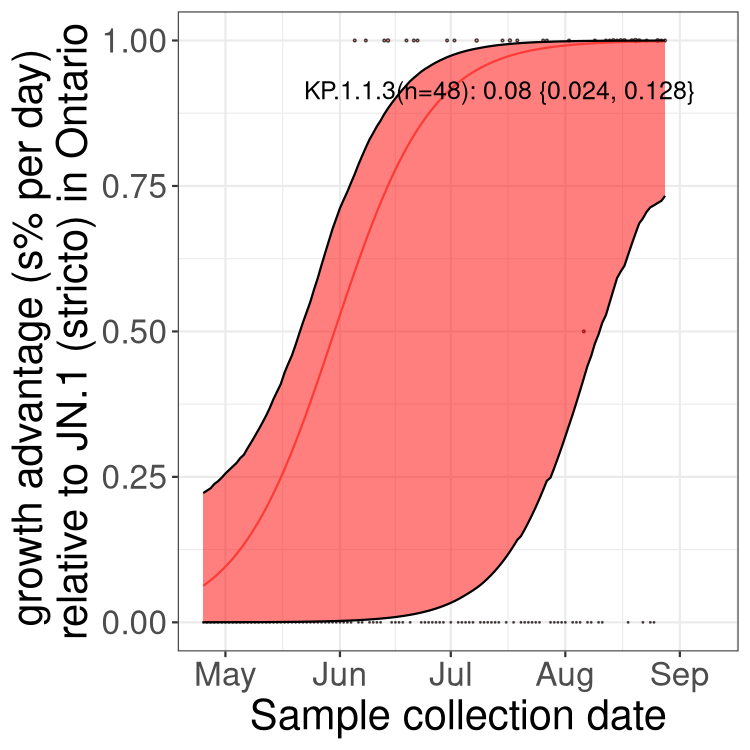 growth advantage (s% per day)
relative to JN.1 (stricto) in Ontario
1.00
0.75
0.50
0.25
0.00
KP.1.1.3(n=48): 0.08 {0.024, 0.128}
May Jun Jul Aug Sep
Sample collection date